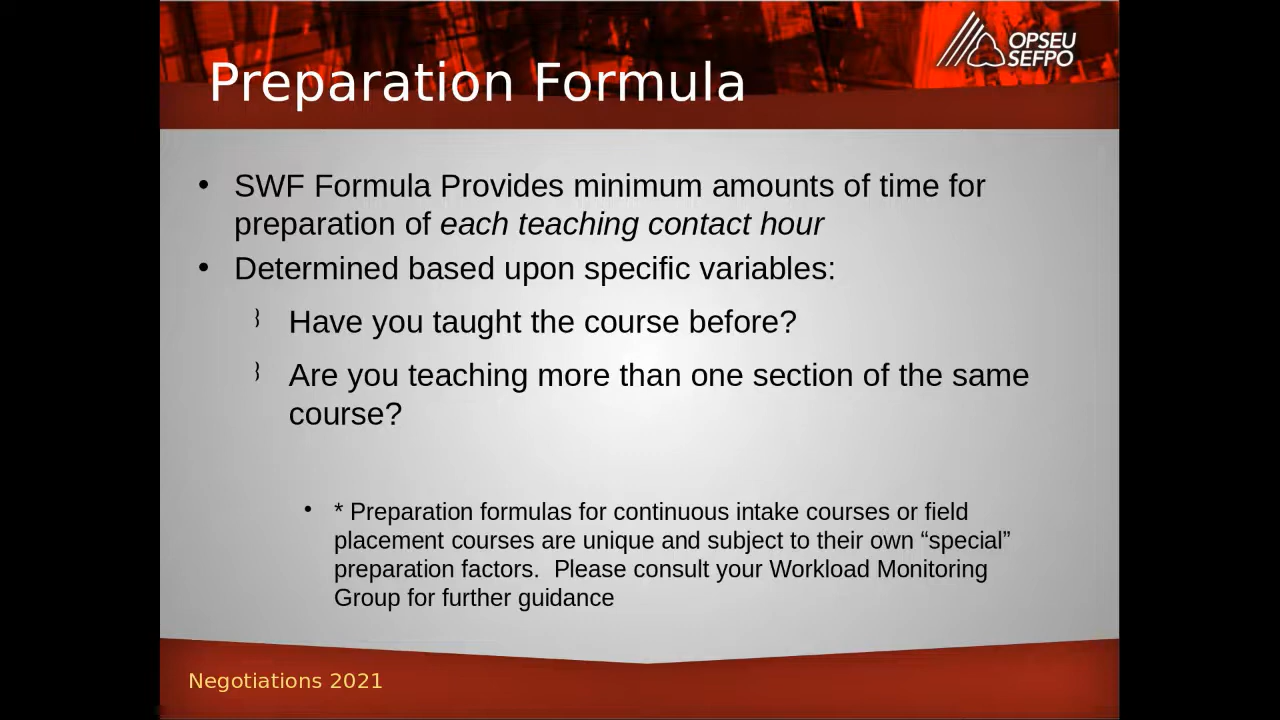 OPSEU
SEFPO
Preparation Formula
• SWF Formula Provides minimum amounts of time for
preparation of each teaching contact hour
• Determined based upon specific variables:
Have you taught the course before?
Are you teaching more than one section of the same
course?
• * Preparation formulas for continuous intake courses or field
placement courses are unique and subject to their own “special”
preparation factors.  Please consult your Workload Monitoring
Group for further guidance
Negotiations 2021